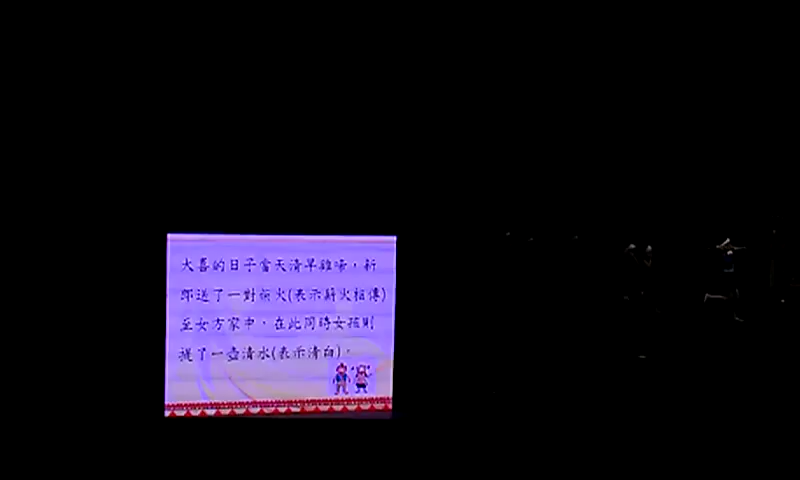 大喜的日子當天清早雞啼，新
郎送了一對薪火(表示薪火相傳)
至女方家中，在此同時女孩則
提了一壺清水(表示清白)。